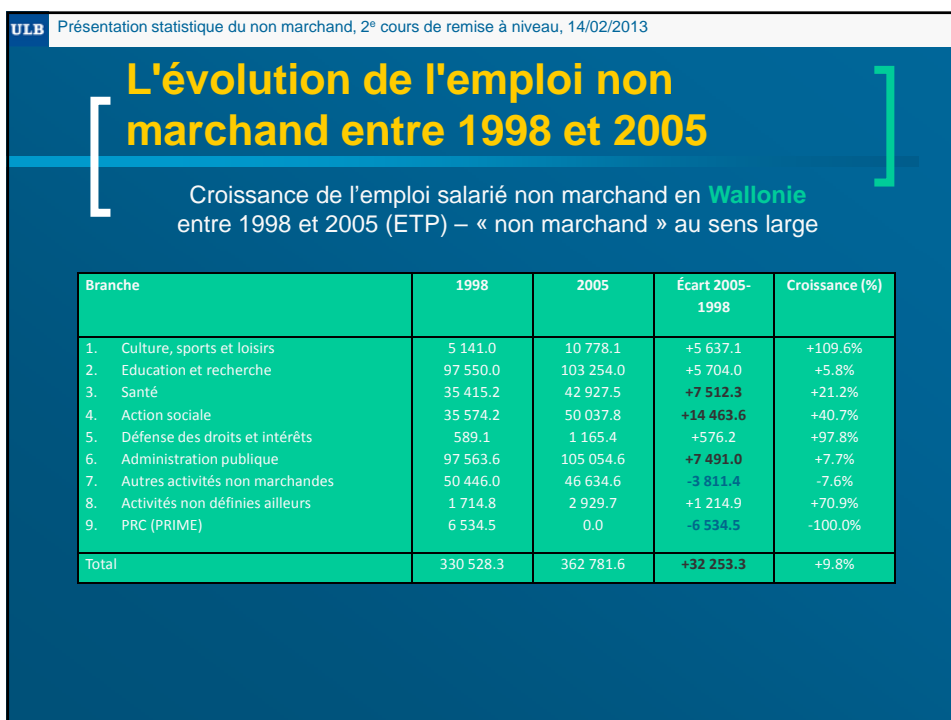 ULB Présentation statistique du non marchand, 2e cours de remise à niveau, 14/02/2013
L'évolution de l'emploi non
marchand entre 1998 et 2005
Croissance de l'emploi salarié non marchand en Wallonie
entre 1998 et 2005 (ETP) – « non marchand » au sens large
Branche 1998 2005 Écart 2005-
1998 Croissance (%)
1. Culture, sports et loisirs 5 141.0 10 778.1 +5 637.1 +109.6%
2. Education et recherche 97 550.0 103 254.0 +5 704.0 +5.8%
3. Santé 35 415.2 42 927.5 +7 512.3 +21.2%
4. Action sociale 35 574.2 50 037.8 +14 463.6 +40.7%
5. Défense des droits et intérêts 589.1 1 165.4 +576.2 +97.8%
6. Administration publique 97 563.6 105 054.6 +7 491.0 +7.7%
7. Autres activités non marchandes 50 446.0 46 634.6 -3 811.4 -7.6%
8. Activités non définies ailleurs 1 714.8 2 929.7 +1 214.9 +70.9%
9. PRC (PRIME) 6 534.5 0.0 -6 534.5 -100.0%
Total 330 528.3 362 781.6 +32 253.3 +9.8%